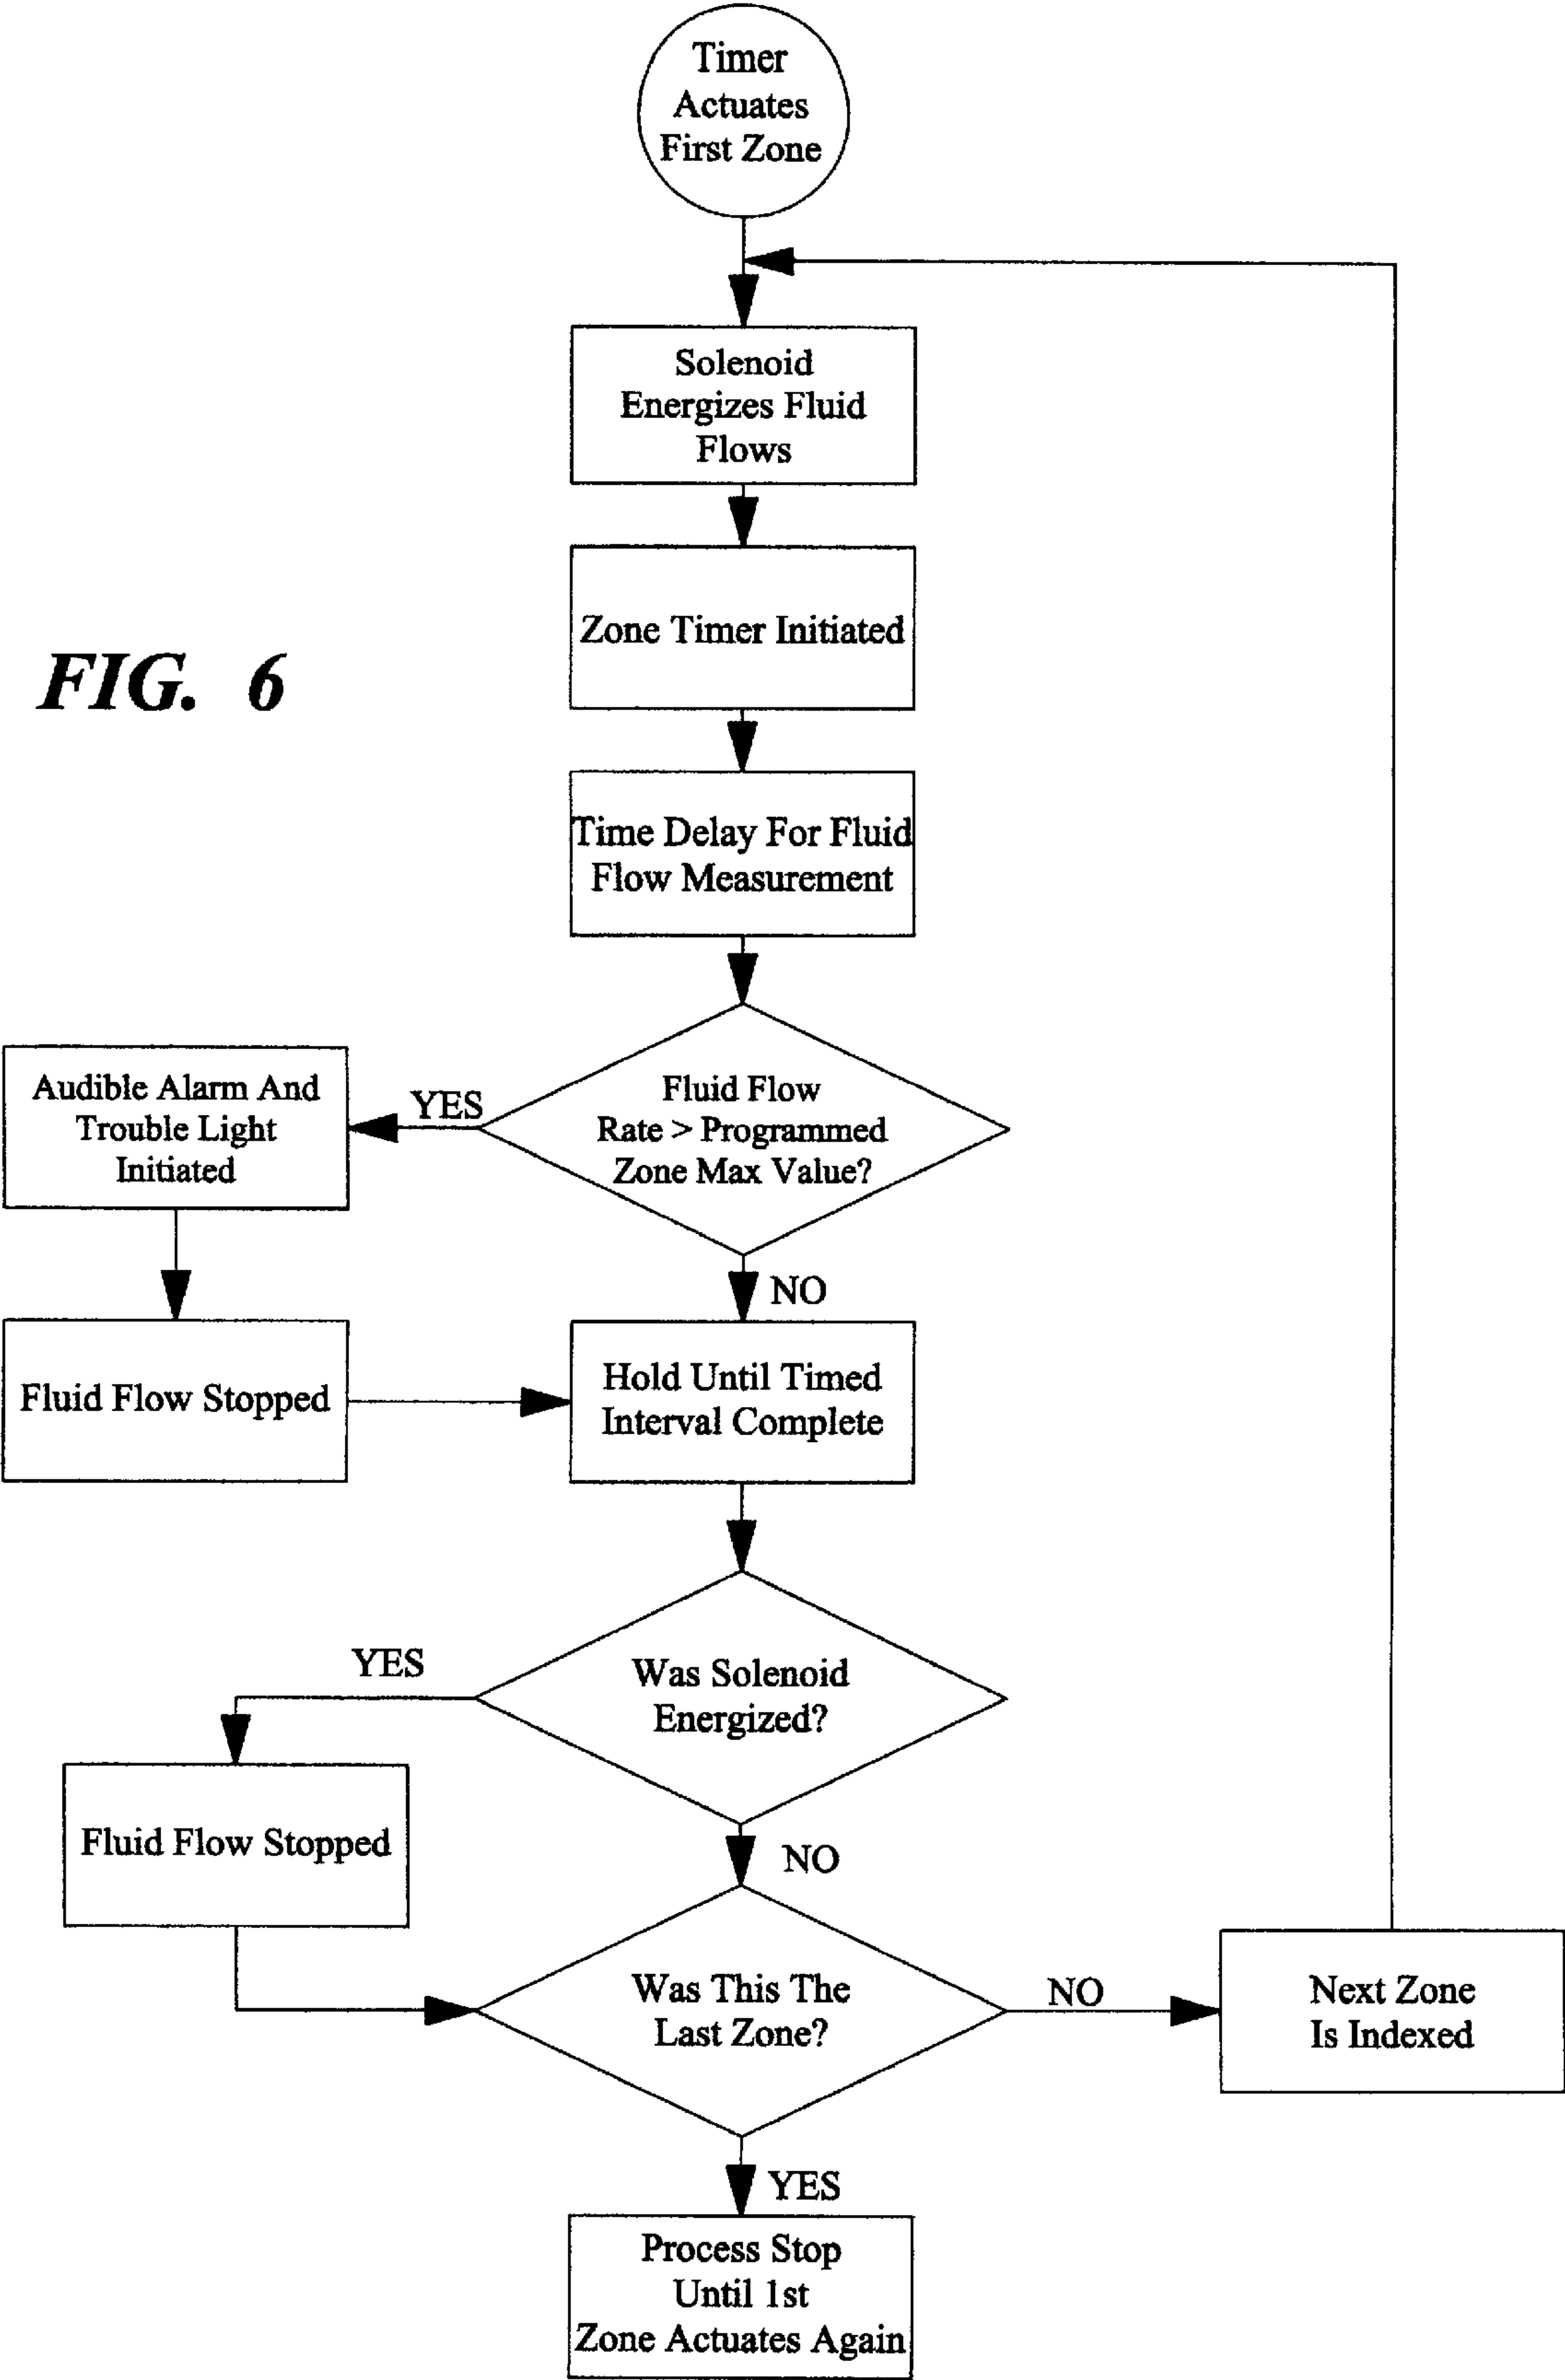 Timer
Actuates
First Zone
Solenoid
Energizes Fluid
Flows
Zone Timer Initiated
FIG. 6
Time Delay For Fluid
Flow Measurement
Fluid Flow
Rate > Programmed
Zone Max Value?
YES
Audible Alarm And
Trouble Light
Initiated
NO
Fluid Flow Stopped
Hold Until Timed
Interval Complete
Was Solenoid
Energized?
YES
Fluid Flow Stopped
NO
Was This The
Last Zone?
NO
Next Zone
Is Indexed
YES
Process Stop
Until 1st
Zone Actuates Again